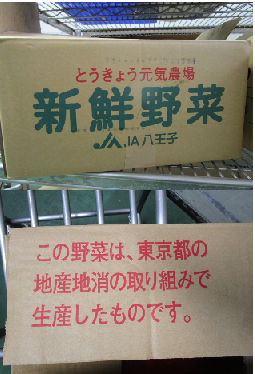 とうきょう元気農場
新鮮野菜
JA JA八王子
この野菜は、東京都の
地産地消の取り組みで
生産したものです。